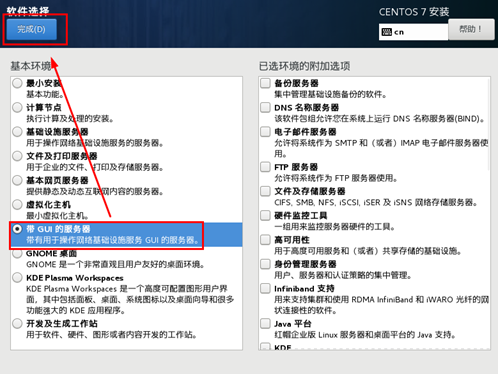 软件选择
CENTOS 7 安装
完成(D)
cn
帮助！
基本环境
已选环境的附加选项
最小安装
基本功能。
计算节点
执行计算及处理的安装。
基础设施服务器
用于操作网络基础设施服务的服务器。
文件及打印服务器
用于企业的文件、打印及存储服务器。
基本网页服务器
提供静态及动态互联网内容的服务器。
虚拟化主机
最小虚拟化主机。
带 GUI 的服务器
带有用于操作网络基础设施服务 GUI 的服务器。
GNOME 桌面
GNOME 是一个非常直观且用户友好的桌面环境。
KDE Plasma Workspaces
KDE Plasma Workspaces 是一个高度可配置图形用户界
面，其中包括面板、桌面、系统图标以及桌面向导和很多
功能强大的 KDE 应用程序。
开发及生成工作站
用于软件、硬件、图形或者内容开发的工作站。
备份服务器
集中管理基础设施备份的软件。
DNS 名称服务器
该软件包组允许您在系统上运行 DNS 名称服务器(BIND)。
电子邮件服务器
允许将系统作为 SMTP 和（或者）IMAP 电子邮件服务器使
用。
FTP 服务器
允许将系统作为 FTP 服务器使用。
文件及存储服务器
CIFS, SMB, NFS, iSCSI, iSER 及 iSNS 网络存储服务器。
硬件监控工具
一组用来监控服务器硬件的工具。
高可用性
用于高度可用服务和（或者）共享存储的基础设施。
身份管理服务器
用户、服务器和认证策略的集中管理。
Infiniband 支持
用来支持集群和使用 RDMA InfiniBand 和 iWARO 光纤的网
状连接性的软件。
Java 平台
红帽企业版 Linux 服务器和桌面平台的 Java 支持。
KDE